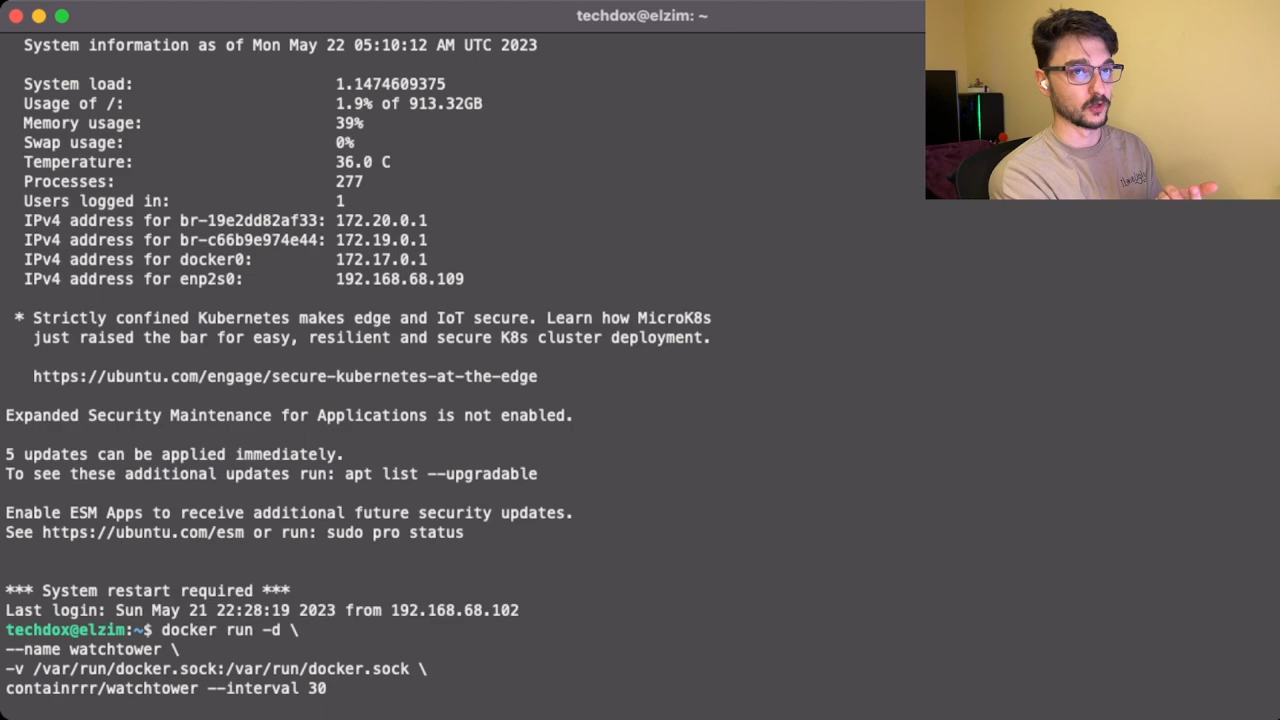 techdox@elzim: ~
System information as of Mon May 22 05:10:12 AM UTC 2023
System load: 1.1474609375
Usage of /: 1.9% of 913.32GB
Memory usage: 39%
Swap usage: 0%
Temperature: 36.0 C
Processes: 277
Users logged in: 1
IPv4 address for br-19e2dd82af33: 172.20.0.1
IPv4 address for br-c66b9e974e44: 172.19.0.1
IPv4 address for docker0: 172.17.0.1
IPv4 address for enp2s0: 192.168.68.109
* Strictly confined Kubernetes makes edge and IoT secure. Learn how MicroK8s
just raised the bar for easy, resilient and secure K8s cluster deployment.
https://ubuntu.com/engage/secure-kubernetes-at-the-edge
Expanded Security Maintenance for Applications is not enabled.
5 updates can be applied immediately.
To see these additional updates run: apt list --upgradable
Enable ESM Apps to receive additional future security updates.
See https://ubuntu.com/esm or run: sudo pro status
*** System restart required ***
Last login: Sun May 21 22:28:19 2023 from 192.168.68.102
techdox@elzim:~$ docker run -d \
--name watchtower \
-v /var/run/docker.sock:/var/run/docker.sock \
containrrr/watchtower --interval 30